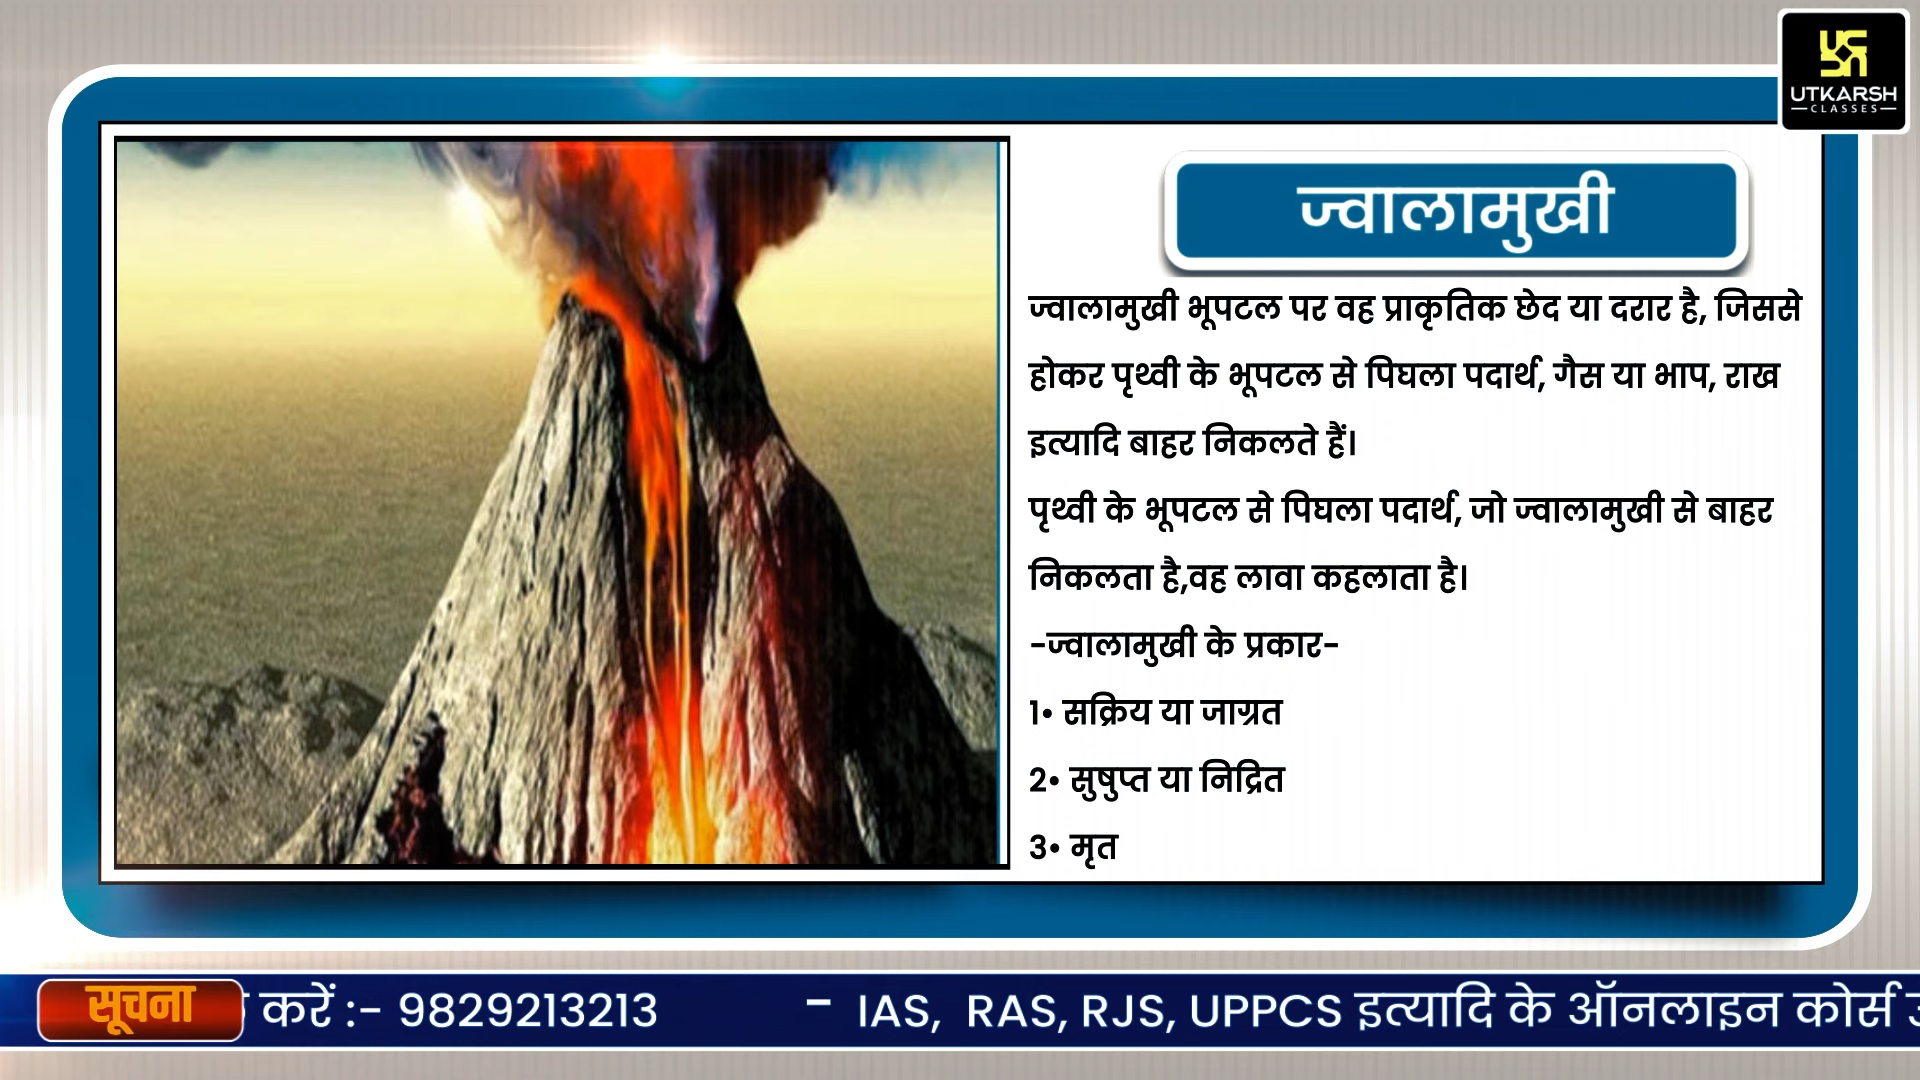 UTKARSH
CLASSES
ज्वालामुखी
ज्वालामुखी भूपटल पर वह प्राकृतिक छेद या दरार है, जिससे
होकर पृथ्वी के भूपटल से पिघला पदार्थ, गैस या भाप, राख
इत्यादि बाहर निकलते हैं।
पृथ्वी के भूपटल से पिघला पदार्थ, जो ज्वालामुखी से बाहर
निकलता है,वह लावा कहलाता है।
-ज्वालामुखी के प्रकार-
1• सक्रिय या जाग्रत
2• सुषुप्त या निद्रित
3• मृत
सूचना करें :- 9829213213 - IAS, RAS, RJS, UPPCS इत्यादि के ऑनलाइन कोर्स